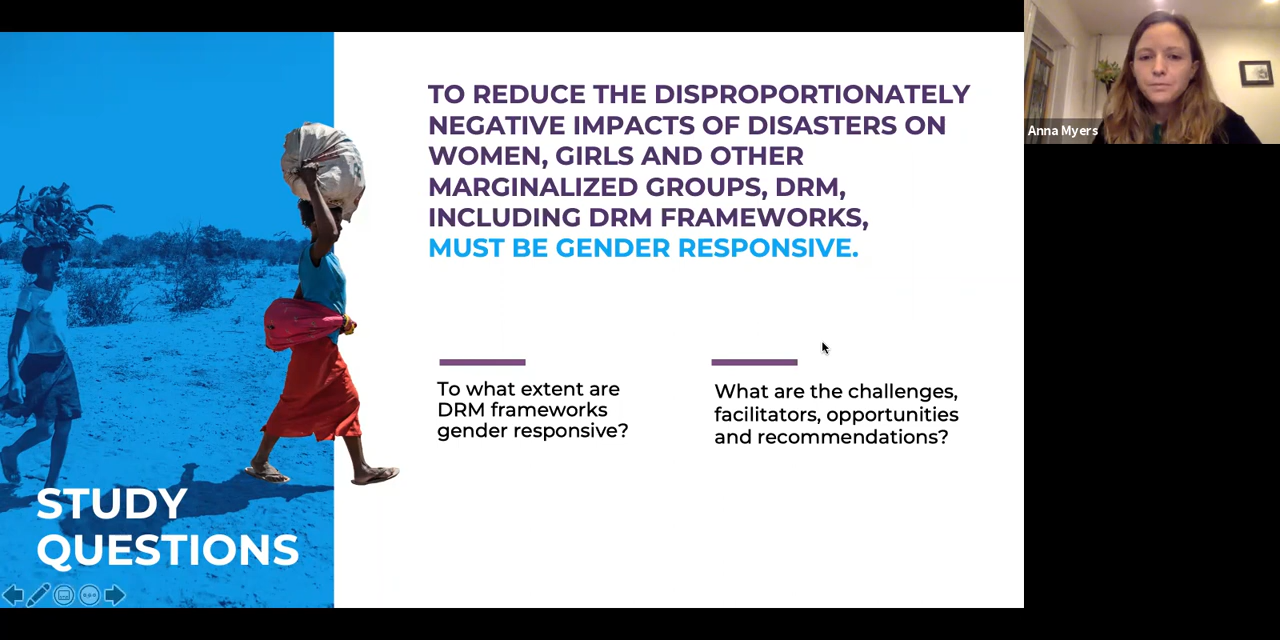 TO REDUCE THE DISPROPORTIONATELY
NEGATIVE IMPACTS OF DISASTERS ON
WOMEN, GIRLS AND OTHER
MARGINALIZED GROUPS, DRM,
INCLUDING DRM FRAMEWORKS,
MUST BE GENDER RESPONSIVE.
To what extent are
DRM frameworks
gender responsive?
What are the challenges,
facilitators, opportunities
and recommendations?
STUDY
QUESTIONS
Anna Myers